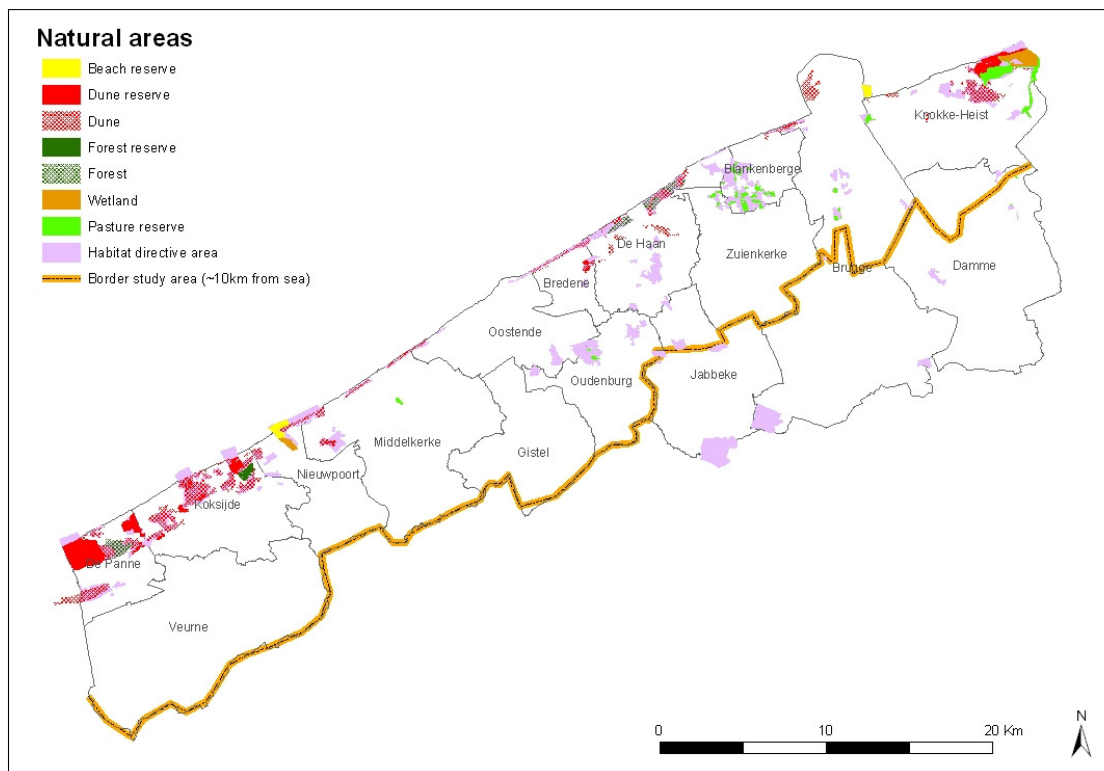 Natural areas
Beach reserve
Dune reserve
Dune
Forest reserve
Forest
Wetland
Pasture reserve
Habitat directive area
Border study area (~10km from sea)
Knokke-Heist
Blankenberge
De Haan
Zuienkerke
Brugge
Damme
Bredene
Oostende
Oudenburg
Jabbeke
Middelkerke
Gistel
Nieuwpoort
Koksijde
De Panne
Veurne
0 10 20 Km
N